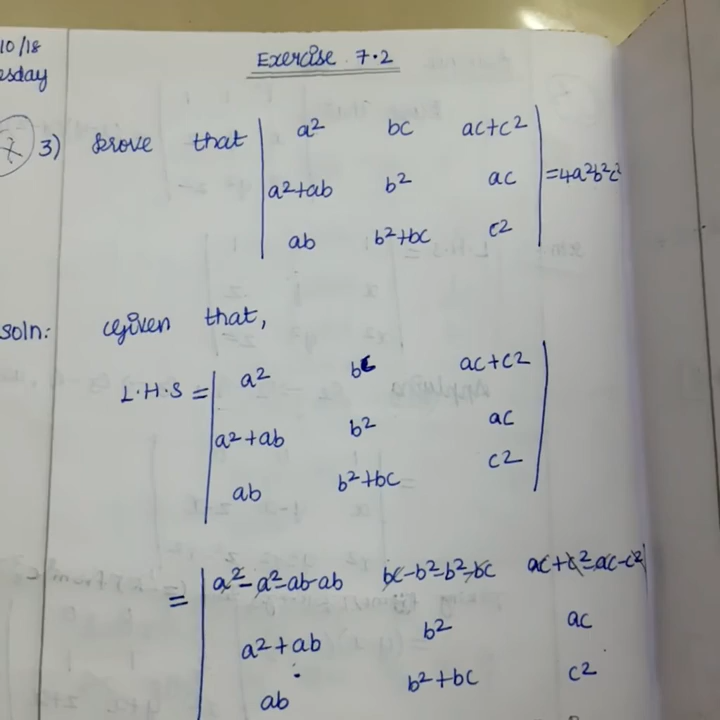 10/18
Exercise 7.2
sday
3) Prove that | a² bc ac+c² |
| a²+ab b² ac | =4a²b²c²
| ab b²+bc c² |
soln: Given that,
L.H.S = | a² bc ac+c² |
| a²+ab b² ac |
| ab b²+bc c² |
= | a²-a²-ab-ab bc-b²-b²-bc ac+c²-ac-c² |
| a²+ab b² ac |
| ab b²+bc c² |